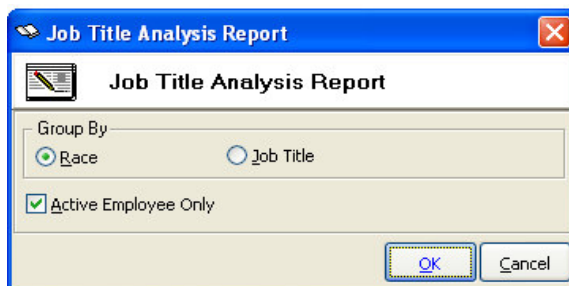 Job Title Analysis Report
Job Title Analysis Report
Group By
Race Job Title
Active Employee Only
OK Cancel